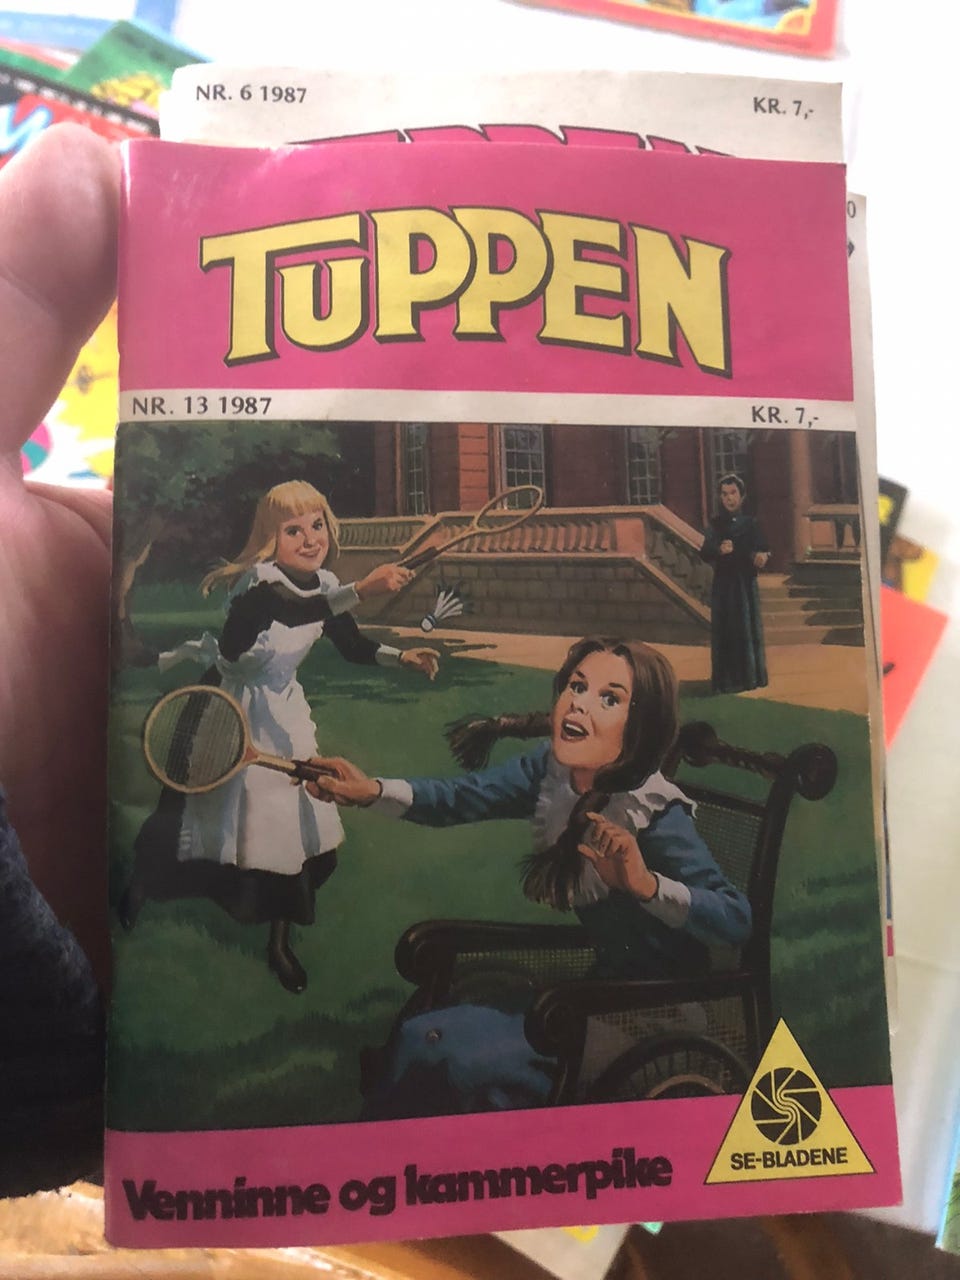 NR. 6 1987
KR. 7,-
TUPPEN
NR. 13 1987
KR. 7,-
SE-BLADENE
Venninne og kammerpike